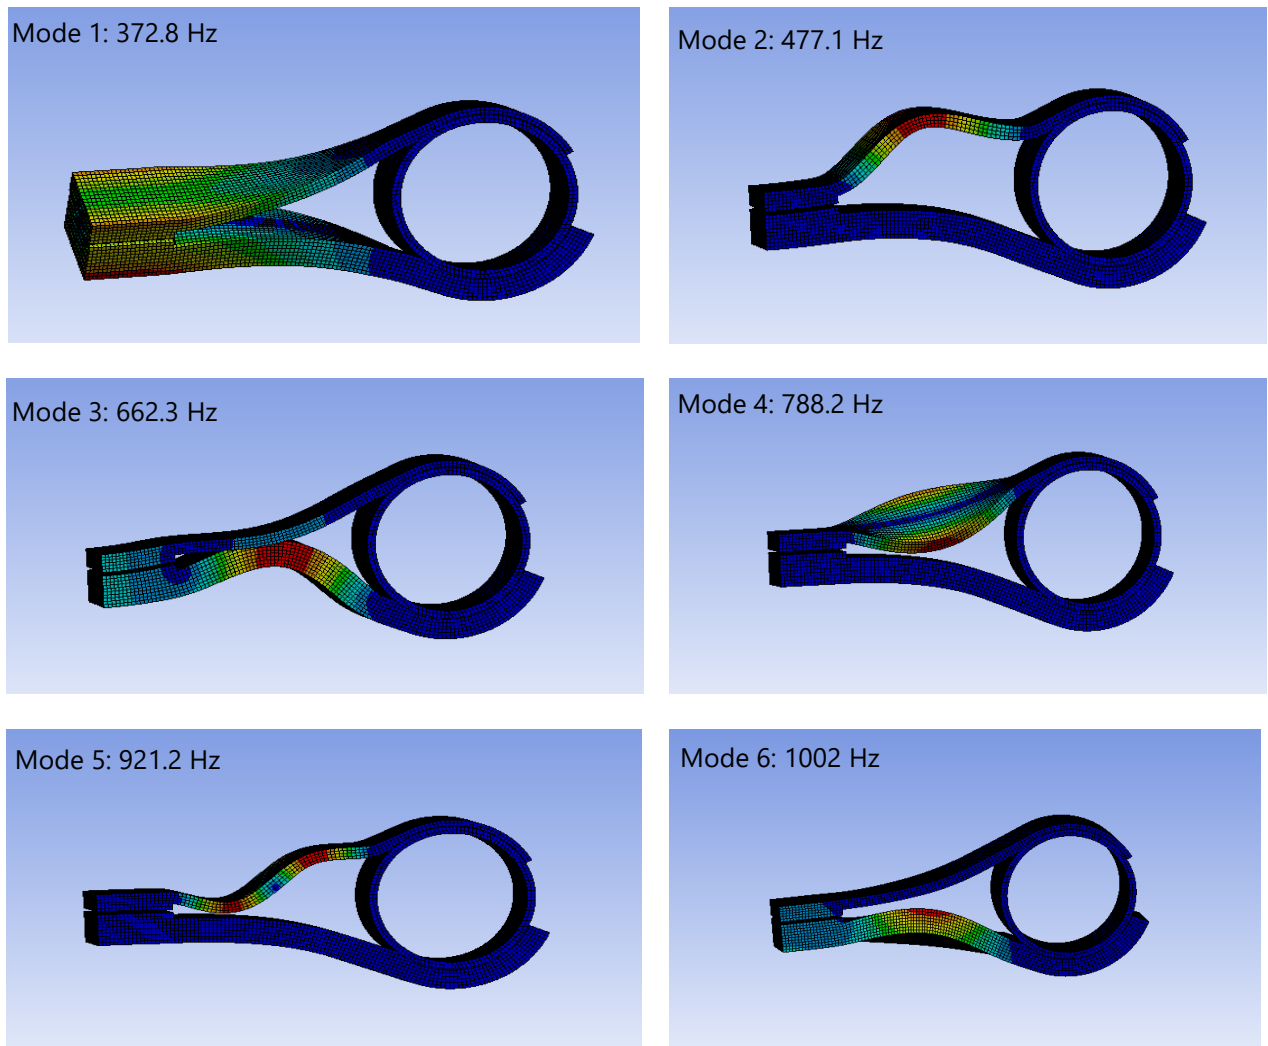 Mode 1: 372.8 Hz
Mode 2: 477.1 Hz
Mode 3: 662.3 Hz
Mode 4: 788.2 Hz
Mode 5: 921.2 Hz
Mode 6: 1002 Hz